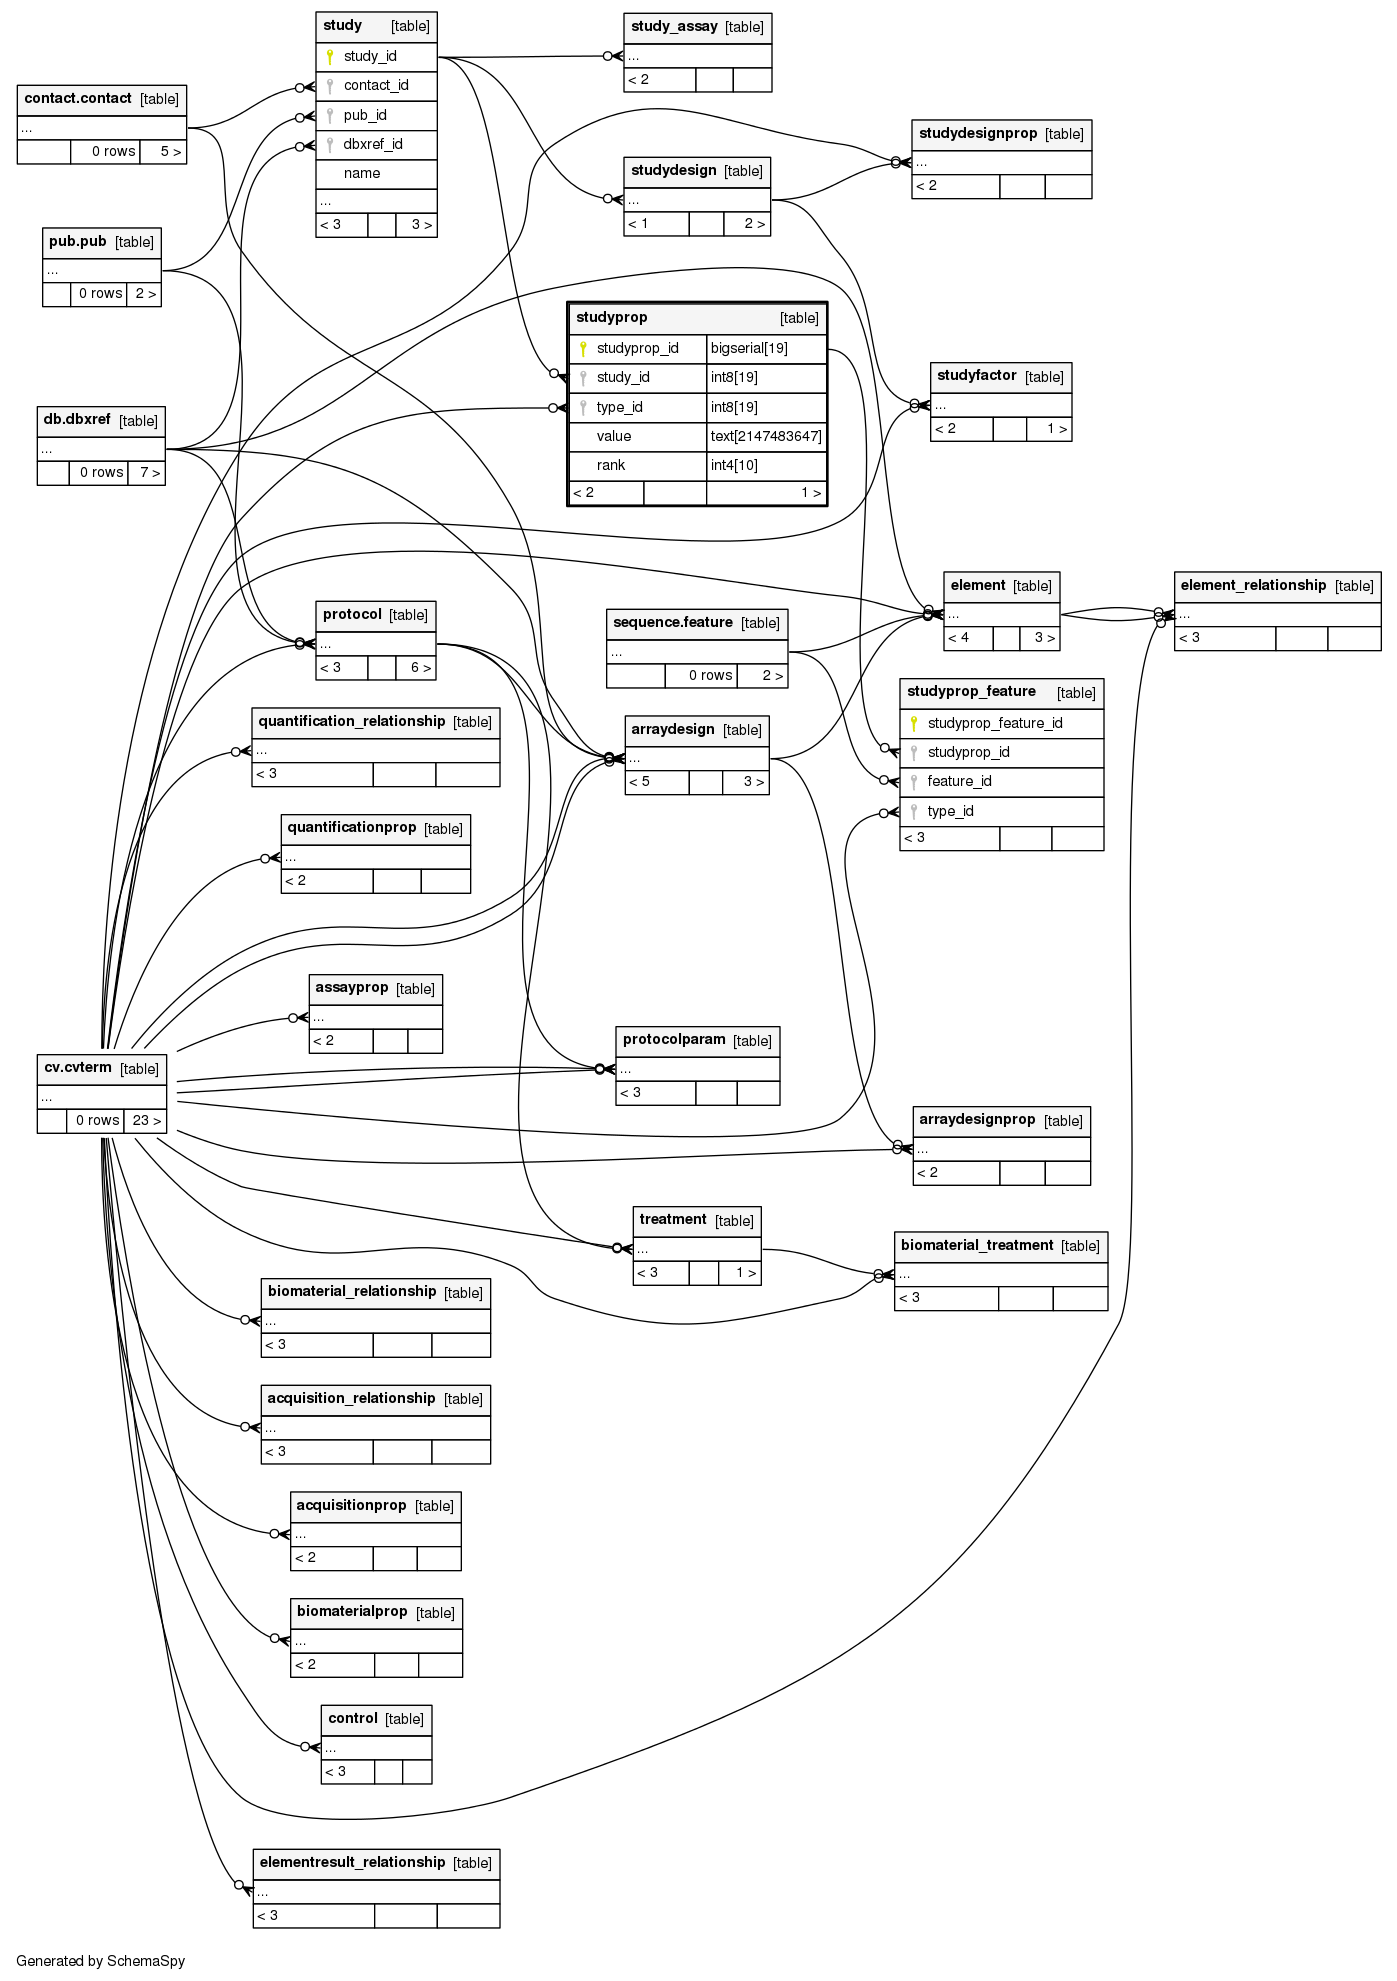 study [table]
study_id
contact_id
pub_id
dbxref_id
name
...
< 3 3 >
study_assay [table]
...
< 2
contact.contact [table]
...
0 rows 5 >
studydesignprop [table]
...
< 2
studydesign [table]
...
< 1 2 >
pub.pub [table]
...
0 rows 2 >
studyprop [table]
studyprop_id bigserial[19]
study_id int8[19]
type_id int8[19]
value text[2147483647]
rank int4[10]
< 2 1 >
studyfactor [table]
...
< 2 1 >
db.dbxref [table]
...
0 rows 7 >
element [table]
...
< 4 3 >
element_relationship [table]
...
< 3
protocol [table]
...
< 3 6 >
sequence.feature [table]
...
0 rows 2 >
studyprop_feature [table]
studyprop_feature_id
studyprop_id
feature_id
type_id
< 3
quantification_relationship [table]
...
< 3
arraydesign [table]
...
< 5 3 >
quantificationprop [table]
...
< 2
assayprop [table]
...
< 2
protocolparam [table]
...
< 3
cv.cvterm [table]
...
0 rows 23 >
arraydesignprop [table]
...
< 2
treatment [table]
...
< 3 1 >
biomaterial_treatment [table]
...
< 3
biomaterial_relationship [table]
...
< 3
acquisition_relationship [table]
...
< 3
acquisitionprop [table]
...
< 2
biomaterialprop [table]
...
< 2
control [table]
...
< 3
elementresult_relationship [table]
...
< 3
Generated by SchemaSpy